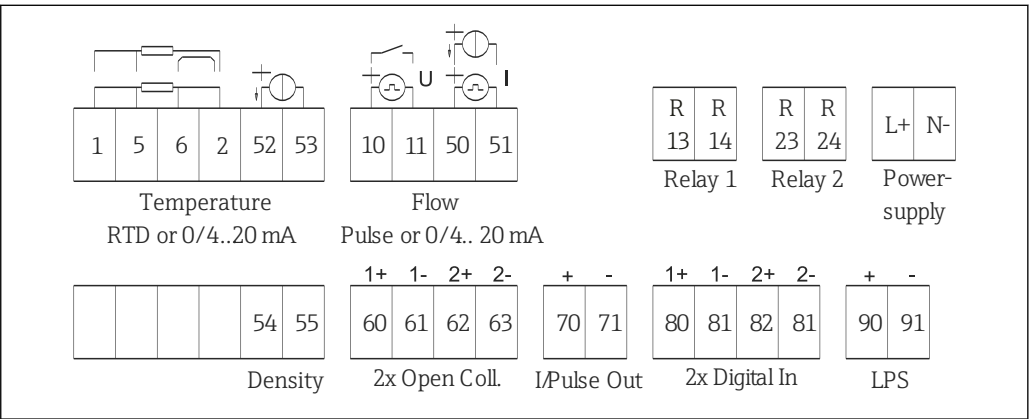 + U + I
1 5 6 2 52 53 10 11 50 51 R 13 R 14 R 23 R 24 L+ N-
Temperature
RTD or 0/4..20 mA
Flow
Pulse or 0/4.. 20 mA
Relay 1
Relay 2
Power-
supply
1+ 1- 2+ 2- + - 1+ 1- 2+ 2- + -
54 55 60 61 62 63 70 71 80 81 82 81 90 91
Density 2x Open Coll. I/Pulse Out 2x Digital In LPS